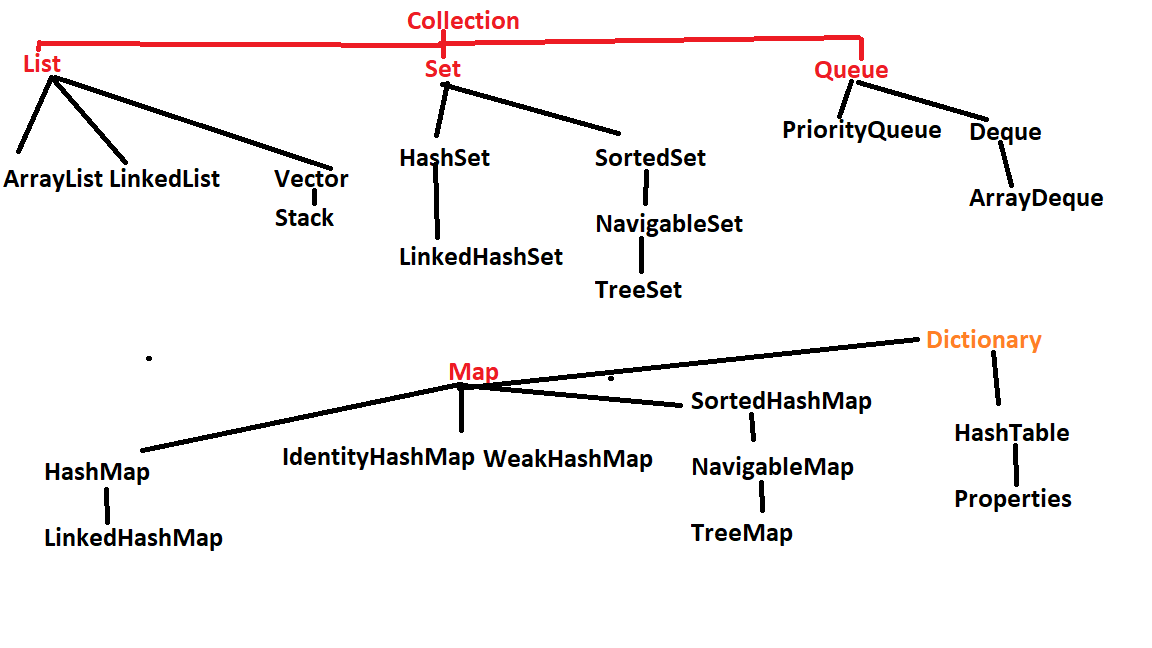 Collection
List
Set
Queue
PriorityQueue
Deque
HashSet
SortedSet
ArrayList LinkedList
Vector
ArrayDeque
Stack
NavigableSet
LinkedHashSet
TreeSet
Dictionary
Map
SortedHashMap
HashTable
IdentityHashMap WeakHashMap
NavigableMap
HashMap
Properties
TreeMap
LinkedHashMap